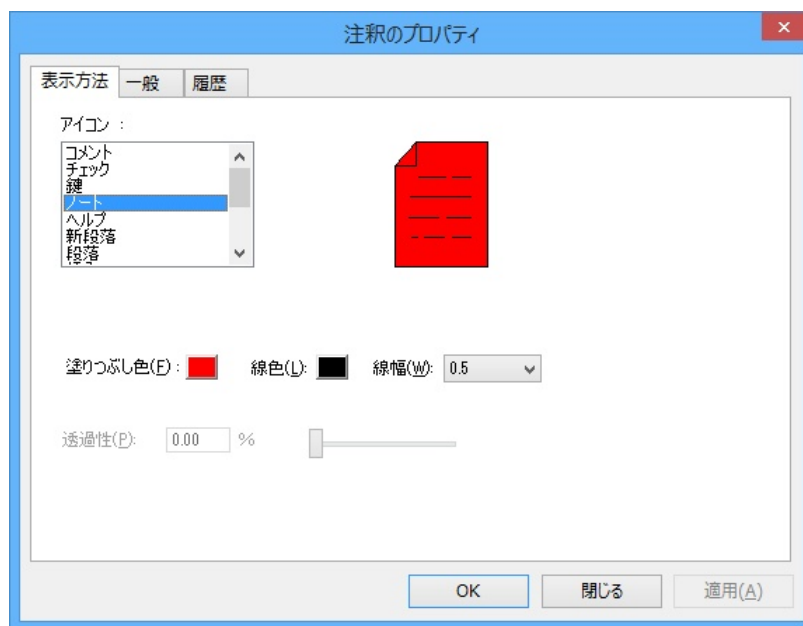 注釈のプロパティ
表示方法 一般 履歴
アイコン :
コメント
チェック
鍵
ノート
ヘルプ
新段落
段落
塗りつぶし色(F): 線色(L): 線幅(W): 0.5
透過性(P): 0.00 %
OK 閉じる 適用(A)